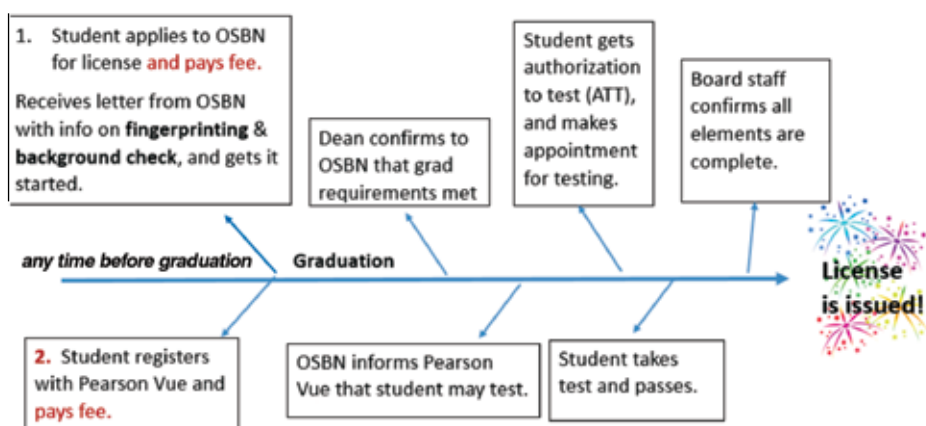 1. Student applies to OSBN
for license and pays fee.
Receives letter from OSBN
with info on fingerprinting &
background check, and gets it
started.
Dean confirms to
OSBN that grad
requirements met
Student gets
authorization
to test (ATT),
and makes
appointment
for testing.
Board staff
confirms all
elements are
complete.
any time before graduation
Graduation
License
is issued!
2. Student registers
with Pearson Vue and
pays fee.
OSBN informs Pearson
Vue that student may test.
Student takes
test and passes.